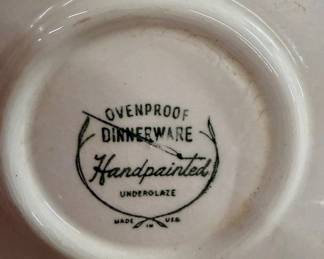 OVENPROOF
DINNERWARE
Handpainted
UNDERGLAZE
MADE IN U.S.A.